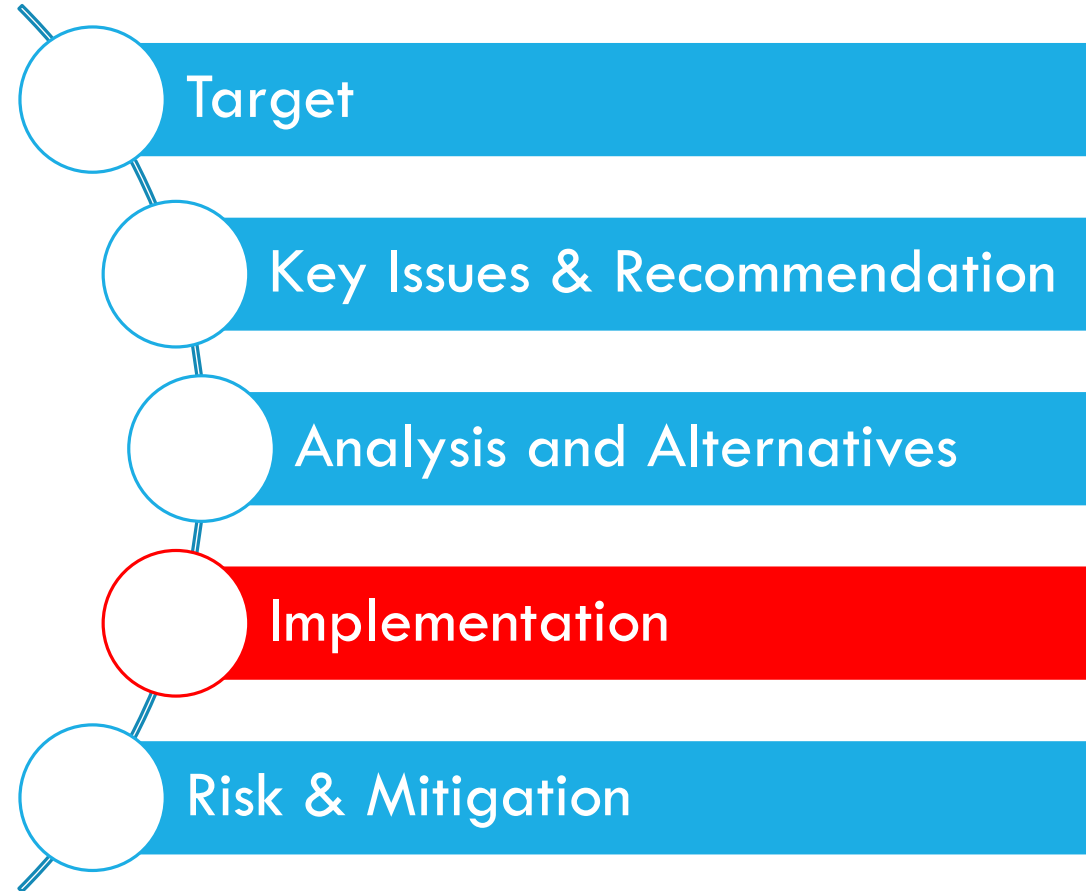 Target
Key Issues & Recommendation
Analysis and Alternatives
Implementation
Risk & Mitigation